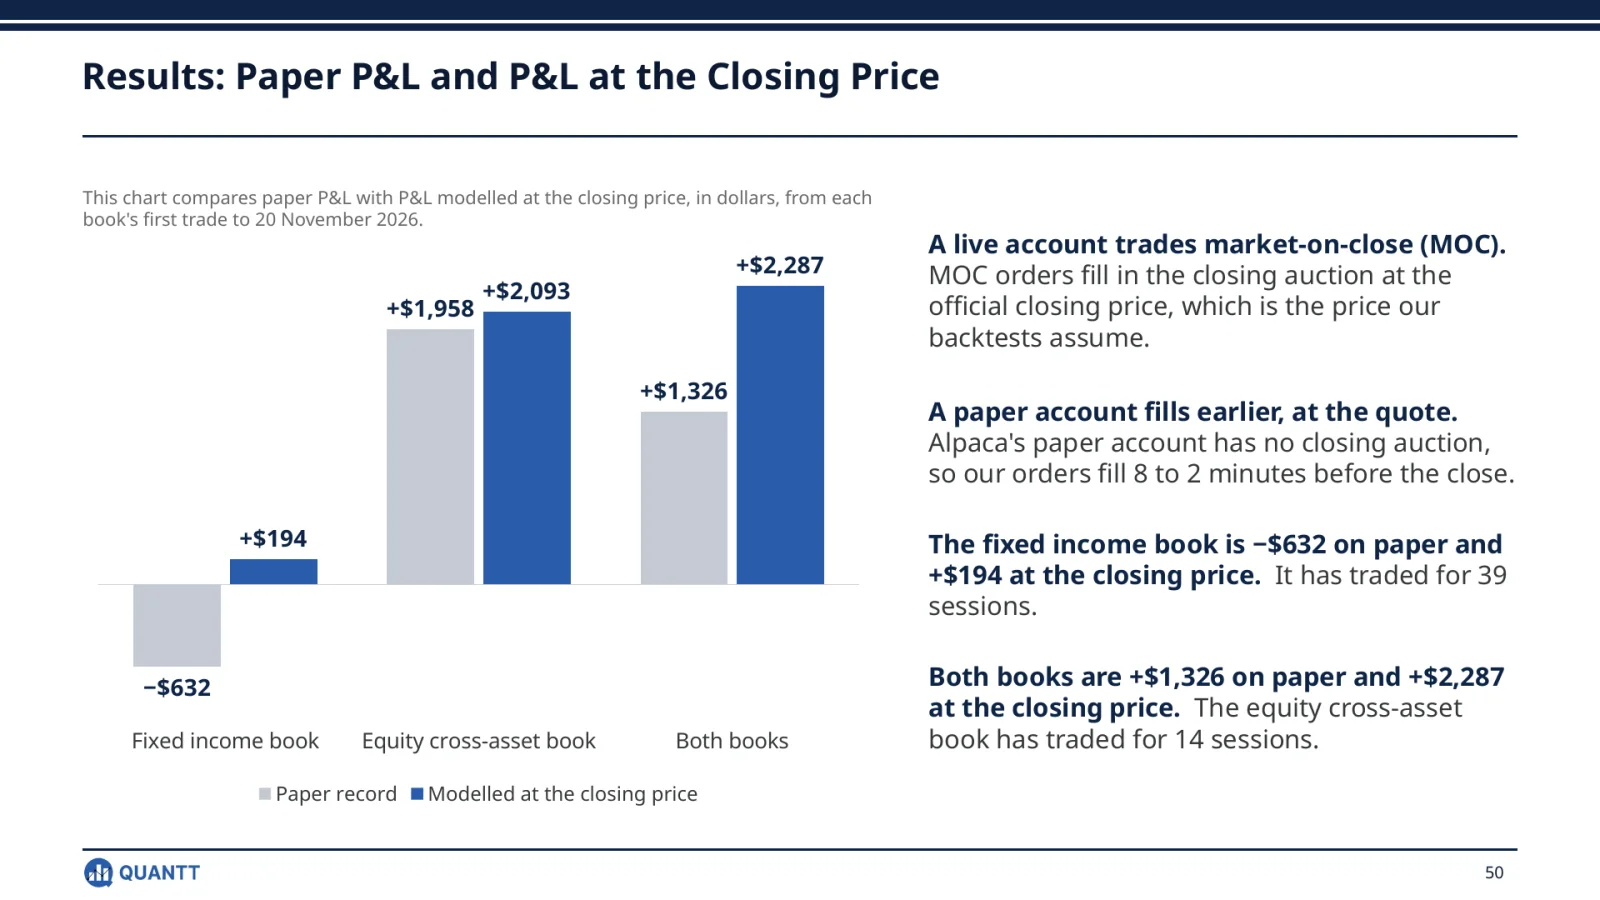 Results: Paper P&L and P&L at the Closing Price
This chart compares paper P&L with P&L modelled at the closing price, in dollars, from each
book's first trade to 20 November 2026.
+$2,287
+$2,093
+$1,958
+$1,326
+$194
−$632
Fixed income book
Equity cross-asset book
Both books
Paper record
Modelled at the closing price
A live account trades market-on-close (MOC).
MOC orders fill in the closing auction at the
official closing price, which is the price our
backtests assume.
A paper account fills earlier, at the quote.
Alpaca's paper account has no closing auction,
so our orders fill 8 to 2 minutes before the close.
The fixed income book is −$632 on paper and
+$194 at the closing price. It has traded for 39
sessions.
Both books are +$1,326 on paper and +$2,287
at the closing price. The equity cross-asset
book has traded for 14 sessions.
QUANTT
50